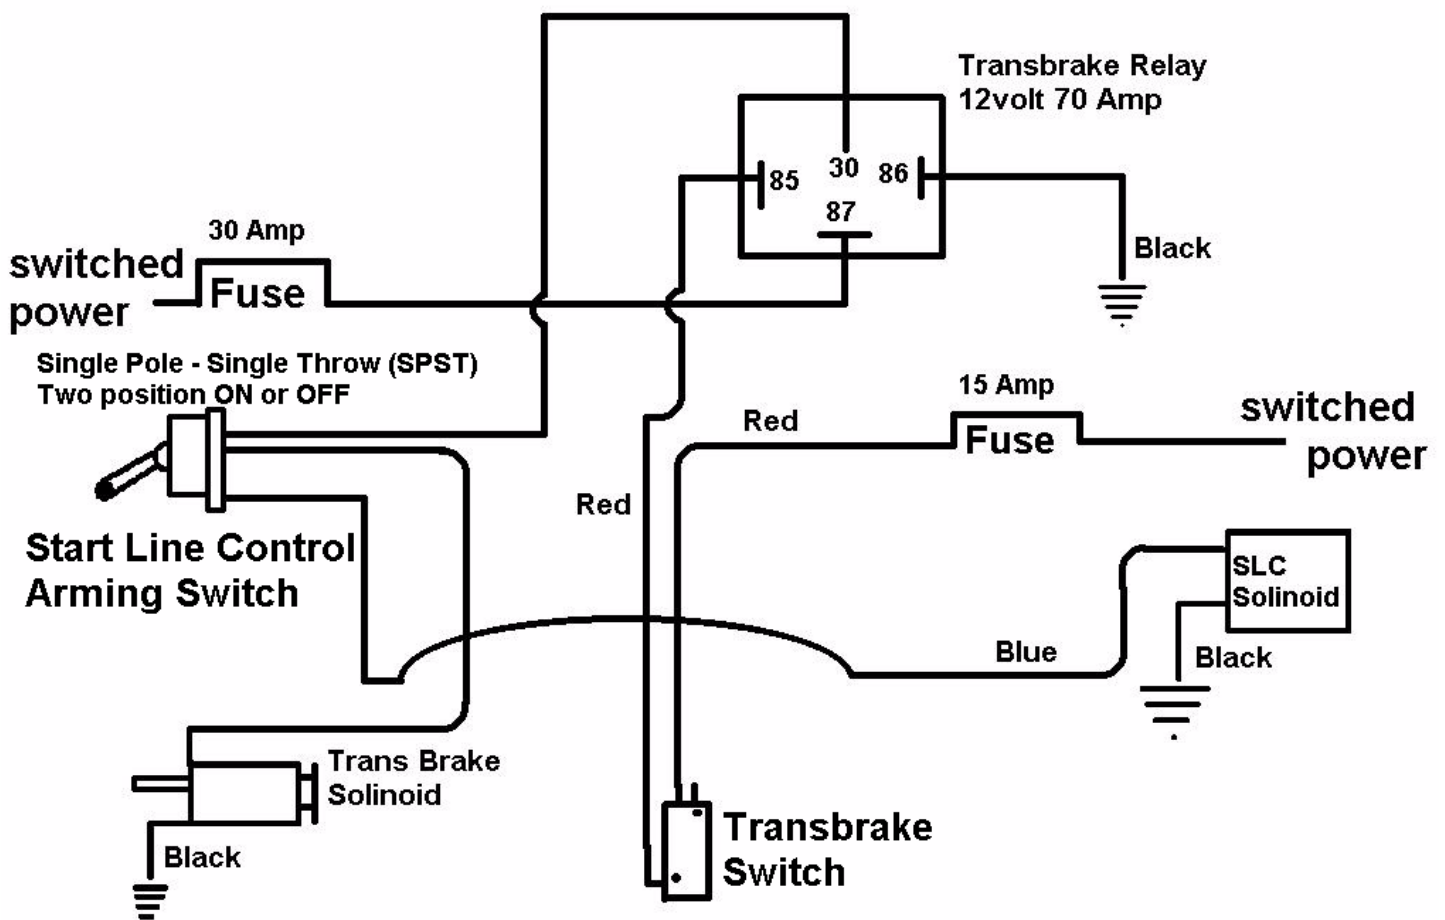 Transbrake Relay
12volt 70 Amp
85
30
86
87
Black
30 Amp
switched
power
Fuse
Single Pole - Single Throw (SPST)
Two position ON or OFF
15 Amp
Red
Fuse
switched
power
Red
Start Line Control
Arming Switch
SLC
Solinoid
Blue
Black
Trans Brake
Solinoid
Black
Transbrake
Switch